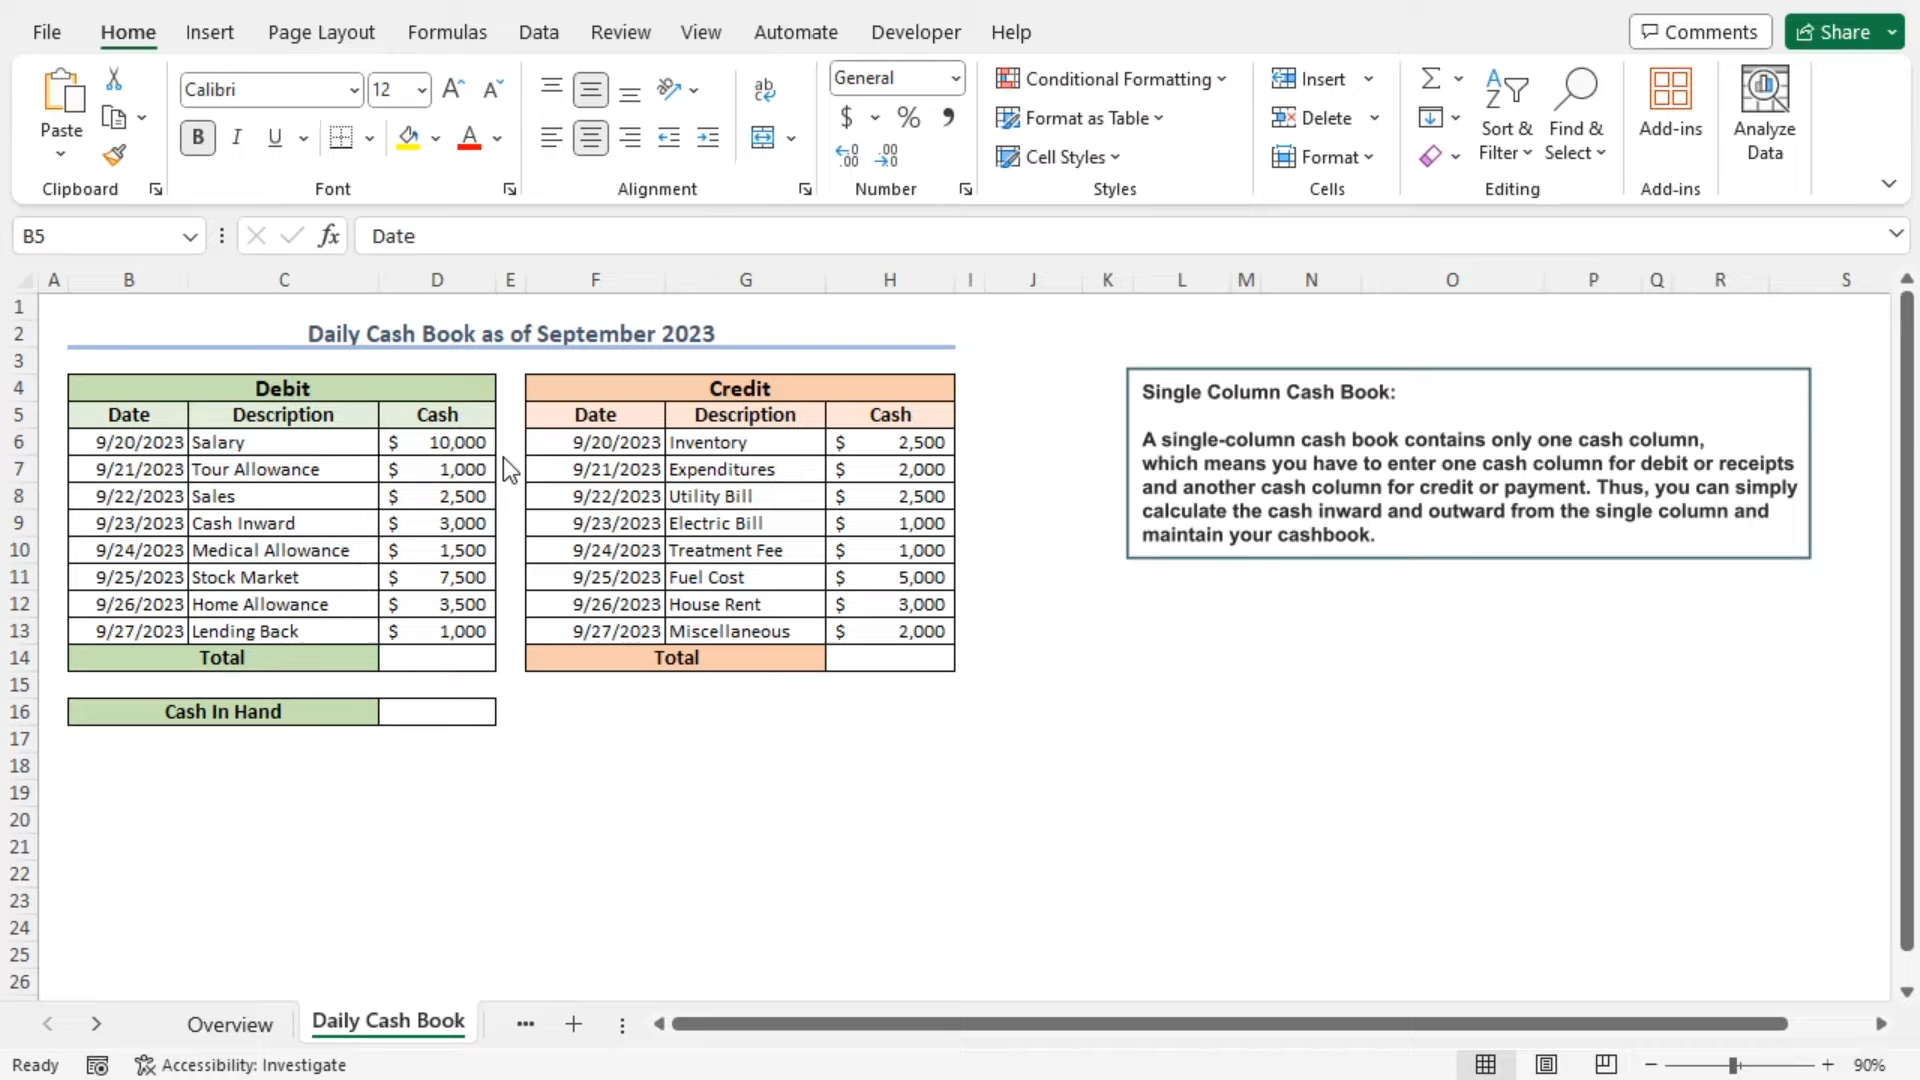 File Home Insert Page Layout Formulas Data Review View Automate Developer Help Comments Share
Calibri 12 General Conditional Formatting Insert
Paste B I U $ % , Format as Table Delete Sort & Filter Find & Select Add-ins Analyze Data
Cell Styles Format
Clipboard Font Alignment Number Styles Cells Editing Add-ins
B5 fx Date
A B C D E F G H I J K L M N O P Q R S
1
2 Daily Cash Book as of September 2023
3
4 Debit Credit
5 Date Description Cash Date Description Cash
6 9/20/2023 Salary $ 10,000 9/20/2023 Inventory $ 2,500
7 9/21/2023 Tour Allowance $ 1,000 9/21/2023 Expenditures $ 2,000
8 9/22/2023 Sales $ 2,500 9/22/2023 Utility Bill $ 2,500
9 9/23/2023 Cash Inward $ 3,000 9/23/2023 Electric Bill $ 1,000
10 9/24/2023 Medical Allowance $ 1,500 9/24/2023 Treatment Fee $ 1,000
11 9/25/2023 Stock Market $ 7,500 9/25/2023 Fuel Cost $ 5,000
12 9/26/2023 Home Allowance $ 3,500 9/26/2023 House Rent $ 3,000
13 9/27/2023 Lending Back $ 1,000 9/27/2023 Miscellaneous $ 2,000
14 Total Total
15
16 Cash In Hand
17
18
19
20
21
22
23
24
25
26
Single Column Cash Book:
A single-column cash book contains only one cash column,
which means you have to enter one cash column for debit or receipts
and another cash column for credit or payment. Thus, you can simply
calculate the cash inward and outward from the single column and
maintain your cashbook.
Overview Daily Cash Book
Ready Accessibility: Investigate 90%